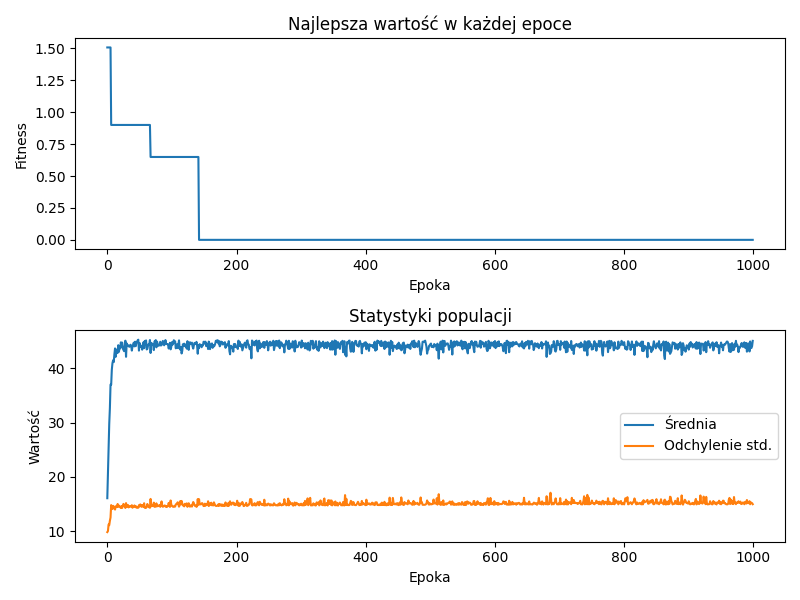 Najlepsza wartość w każdej epoce
1.50
1.25
1.00
0.75
0.50
0.25
0.00
Fitness
0 200 400 600 800 1000
Epoka
Statystyki populacji
40
30
20
10
Wartość
Średnia
Odchylenie std.
0 200 400 600 800 1000
Epoka